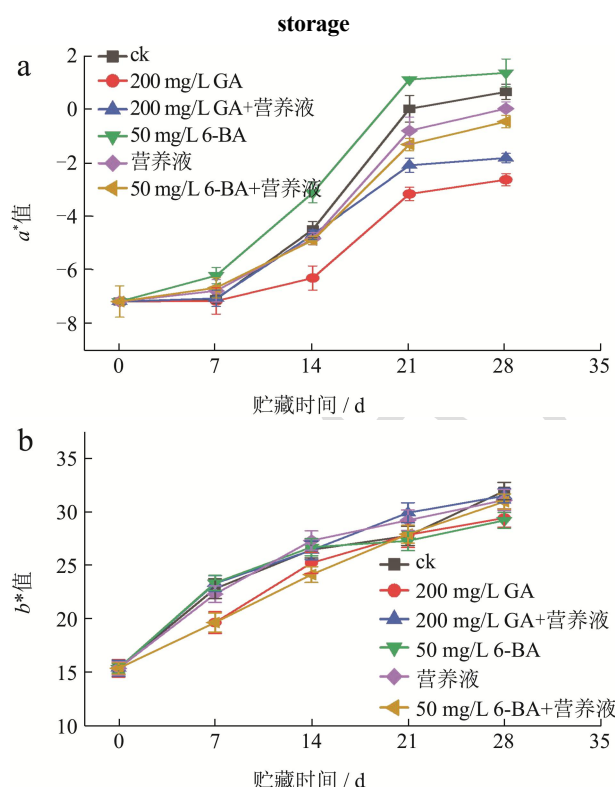 storage
a
ck
200 mg/L GA
200 mg/L GA+营养液
50 mg/L 6-BA
营养液
50 mg/L 6-BA+营养液
a*值
2
0
−2
−4
−6
−8
0 7 14 21 28 35
贮藏时间 / d
b
b*值
35
30
25
20
15
10
ck
200 mg/L GA
200 mg/L GA+营养液
50 mg/L 6-BA
营养液
50 mg/L 6-BA+营养液
0 7 14 21 28 35
贮藏时间 / d